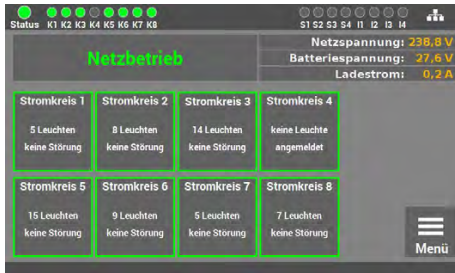 Status K1 K2 K3 K4 K5 K6 K7 K8 S1 S2 S3 S4 I1 I2 I3 I4
Netzbetrieb
Netzspannung: 238,8 V
Batteriespannung: 27,6 V
Ladestrom: 0,2 A
Stromkreis 1 Stromkreis 2 Stromkreis 3 Stromkreis 4
5 Leuchten 8 Leuchten 14 Leuchten keine Leuchte
keine Störung keine Störung keine Störung angemeldet
Stromkreis 5 Stromkreis 6 Stromkreis 7 Stromkreis 8
15 Leuchten 9 Leuchten 5 Leuchten 7 Leuchten
keine Störung keine Störung keine Störung keine Störung
Menü